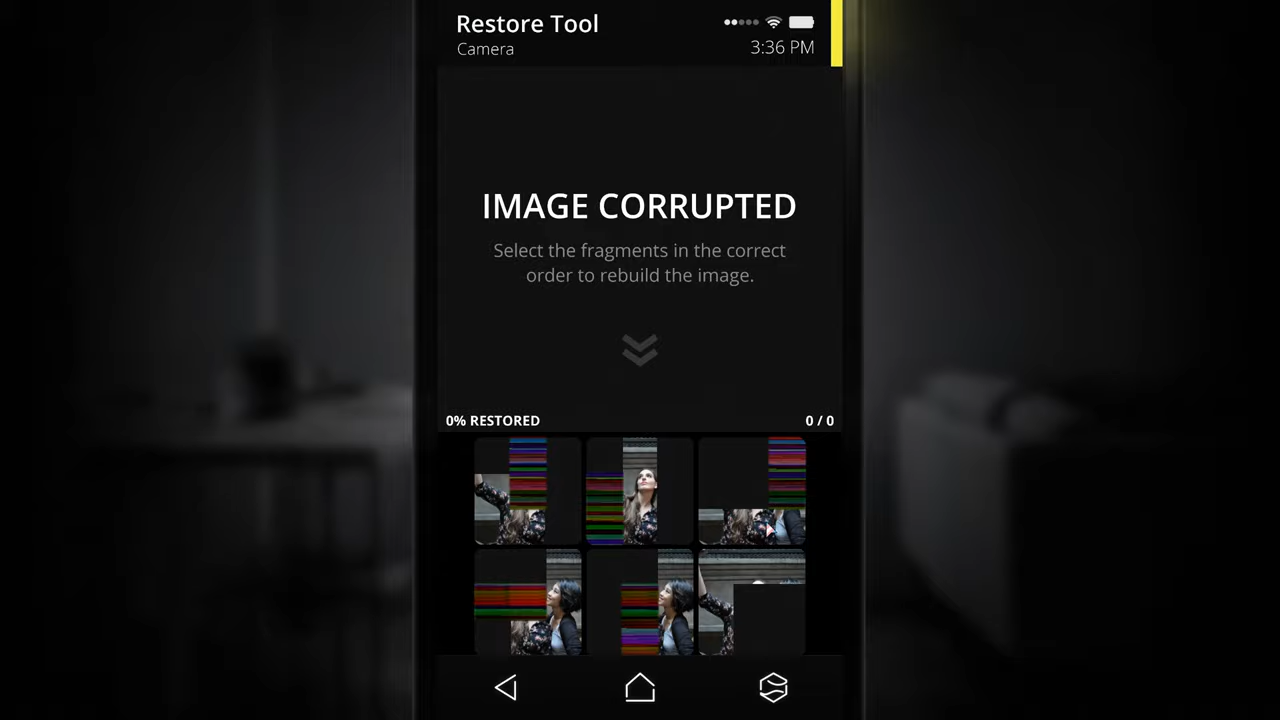 Restore Tool
Camera
3:36 PM
IMAGE CORRUPTED
Select the fragments in the correct
order to rebuild the image.
0% RESTORED
0 / 0